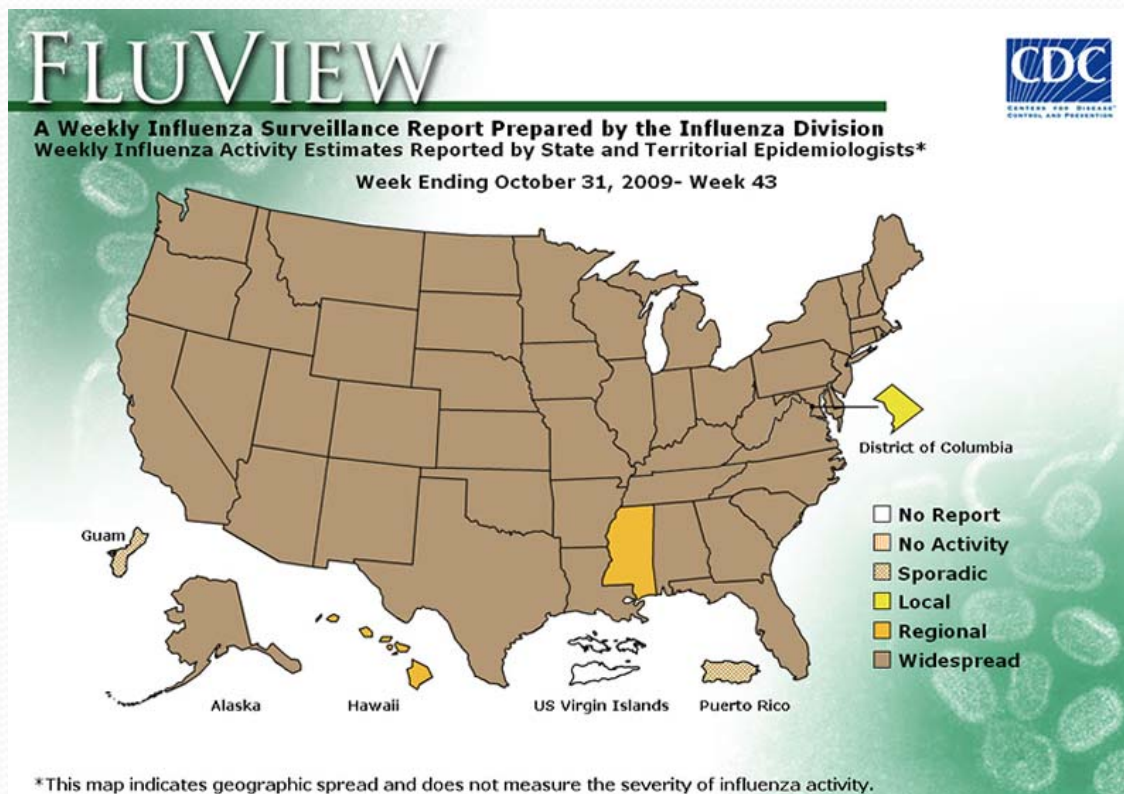 FLUVIEW
CDC
CENTERS FOR DISEASE
CONTROL AND PREVENTION
A Weekly Influenza Surveillance Report Prepared by the Influenza Division
Weekly Influenza Activity Estimates Reported by State and Territorial Epidemiologists*
Week Ending October 31, 2009- Week 43
District of Columbia
Guam
No Report
No Activity
Sporadic
Local
Regional
Widespread
Alaska
Hawaii
US Virgin Islands
Puerto Rico
*This map indicates geographic spread and does not measure the severity of influenza activity.